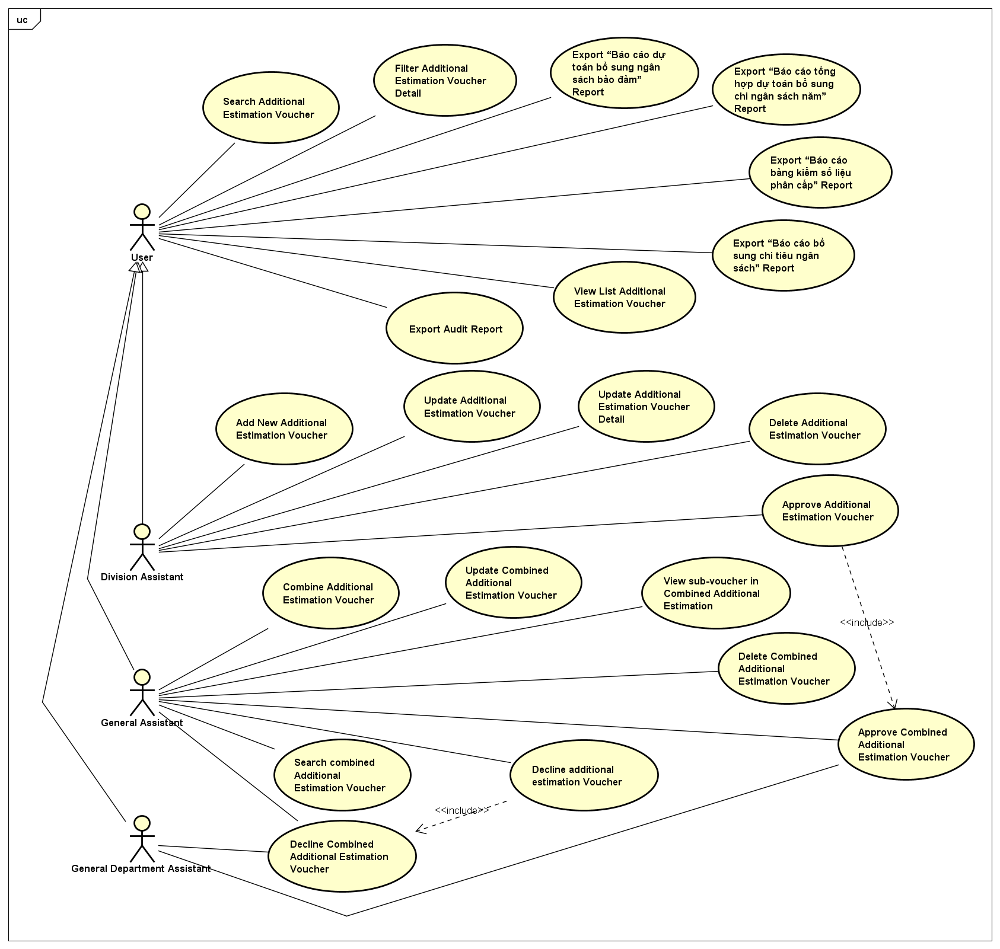 uc
Search Additional
Estimation Voucher
Filter Additional
Estimation Voucher
Detail
Export “Báo cáo dự
toán bổ sung ngân
sách bảo đảm”
Report
Export “Báo cáo tổng
hợp dự toán bổ sung
chi ngân sách năm”
Report
Export “Báo cáo
bảng kiểm số liệu
phân cấp” Report
Export “Báo cáo bổ
sung chi tiêu ngân
sách” Report
User
View List Additional
Estimation Voucher
Export Audit Report
Add New Additional
Estimation Voucher
Update Additional
Estimation Voucher
Update Additional
Estimation Voucher
Detail
Delete Additional
Estimation Voucher
Approve Additional
Estimation Voucher
Division Assistant
Combine Additional
Estimation Voucher
Update Combined
Additional
Estimation Voucher
View sub-voucher in
Combined Additional
Estimation
<<include>>
Delete Combined
Additional
Estimation Voucher
General Assistant
Approve Combined
Additional
Estimation Voucher
Search combined
Additional
Estimation Voucher
Decline additional
estimation Voucher
<<include>>
Decline Combined
Additional Estimation
Voucher
General Department Assistant